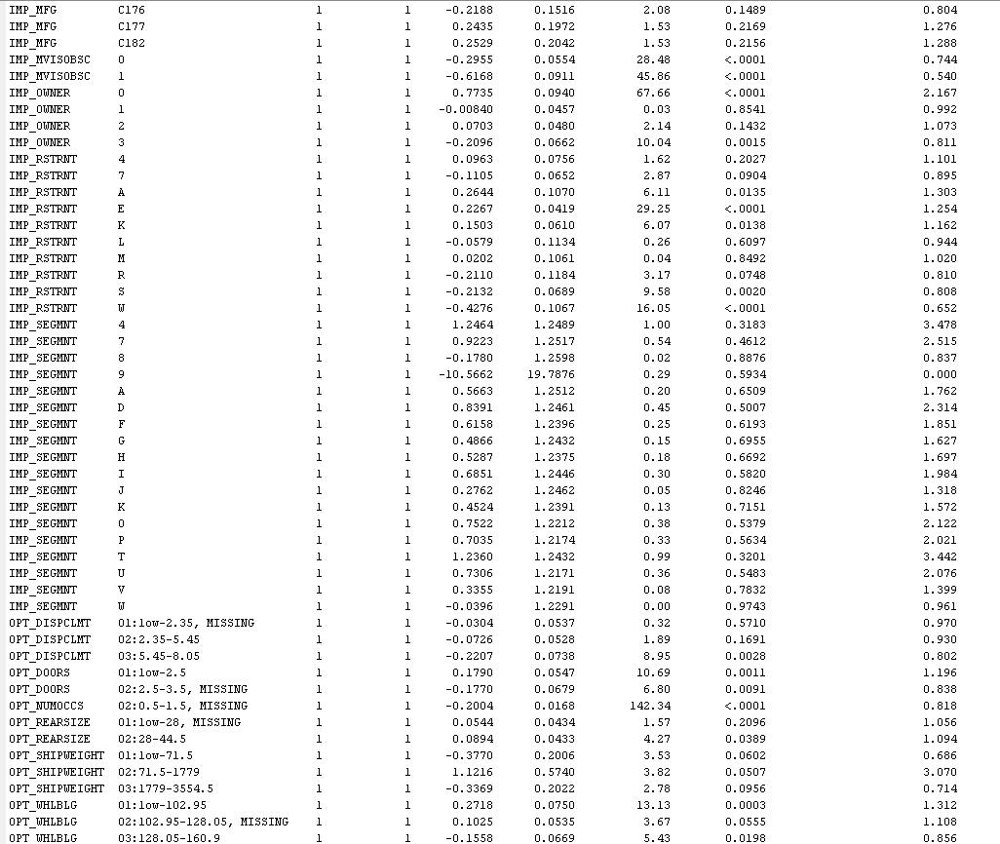 IMP_MFG C176 1 1 -0.2188 0.1516 2.08 0.1489 0.804
IMP_MFG C177 1 1 0.2435 0.1972 1.53 0.2169 1.276
IMP_MFG C182 1 1 0.2529 0.2042 1.53 0.2156 1.288
IMP_MVISOBSC 0 1 1 -0.2955 0.0554 28.48 <.0001 0.744
IMP_MVISOBSC 1 1 1 -0.6168 0.0911 45.86 <.0001 0.540
IMP_OWNER 0 1 1 0.7735 0.0940 67.66 <.0001 2.167
IMP_OWNER 1 1 1 -0.00840 0.0457 0.03 0.8541 0.992
IMP_OWNER 2 1 1 0.0703 0.0480 2.14 0.1432 1.073
IMP_OWNER 3 1 1 -0.2096 0.0662 10.04 0.0015 0.811
IMP_RSTRNT 4 1 1 0.0963 0.0756 1.62 0.2027 1.101
IMP_RSTRNT 7 1 1 -0.1105 0.0652 2.87 0.0904 0.895
IMP_RSTRNT A 1 1 0.2644 0.1070 6.11 0.0135 1.303
IMP_RSTRNT E 1 1 0.2267 0.0419 29.25 <.0001 1.254
IMP_RSTRNT K 1 1 0.1503 0.0610 6.07 0.0138 1.162
IMP_RSTRNT L 1 1 -0.0579 0.1134 0.26 0.6097 0.944
IMP_RSTRNT M 1 1 0.0202 0.1061 0.04 0.8492 1.020
IMP_RSTRNT R 1 1 -0.2110 0.1184 3.17 0.0748 0.810
IMP_RSTRNT S 1 1 -0.2132 0.0689 9.58 0.0020 0.808
IMP_RSTRNT W 1 1 -0.4276 0.1067 16.05 <.0001 0.652
IMP_SEGMNT 4 1 1 1.2464 1.2489 1.00 0.3183 3.478
IMP_SEGMNT 7 1 1 0.9223 1.2517 0.54 0.4612 2.515
IMP_SEGMNT 8 1 1 -0.1780 1.2598 0.02 0.8876 0.837
IMP_SEGMNT 9 1 1 -10.5662 19.7876 0.29 0.5934 0.000
IMP_SEGMNT A 1 1 0.5663 1.2512 0.20 0.6509 1.762
IMP_SEGMNT D 1 1 0.8391 1.2461 0.45 0.5007 2.314
IMP_SEGMNT F 1 1 0.6158 1.2396 0.25 0.6193 1.851
IMP_SEGMNT G 1 1 0.4866 1.2432 0.15 0.6955 1.627
IMP_SEGMNT H 1 1 0.5287 1.2375 0.18 0.6692 1.697
IMP_SEGMNT I 1 1 0.6851 1.2446 0.30 0.5820 1.984
IMP_SEGMNT J 1 1 0.2762 1.2462 0.05 0.8246 1.318
IMP_SEGMNT K 1 1 0.4524 1.2391 0.13 0.7151 1.572
IMP_SEGMNT O 1 1 0.7522 1.2212 0.38 0.5379 2.122
IMP_SEGMNT P 1 1 0.7035 1.2174 0.33 0.5634 2.021
IMP_SEGMNT T 1 1 1.2360 1.2432 0.99 0.3201 3.442
IMP_SEGMNT U 1 1 0.7306 1.2171 0.36 0.5483 2.076
IMP_SEGMNT V 1 1 0.3355 1.2191 0.08 0.7832 1.399
IMP_SEGMNT W 1 1 -0.0396 1.2291 0.00 0.9743 0.961
OPT_DISPCLMT 01:low-2.35, MISSING 1 1 -0.0304 0.0537 0.32 0.5710 0.970
OPT_DISPCLMT 02:2.35-5.45 1 1 -0.0726 0.0528 1.89 0.1691 0.930
OPT_DISPCLMT 03:5.45-8.05 1 1 -0.2207 0.0738 8.95 0.0028 0.802
OPT_DOORS 01:low-2.5 1 1 0.1790 0.0547 10.69 0.0011 1.196
OPT_DOORS 02:2.5-3.5, MISSING 1 1 -0.1770 0.0679 6.80 0.0091 0.838
OPT_NUMOCCS 02:0.5-1.5, MISSING 1 1 -0.2004 0.0168 142.34 <.0001 0.818
OPT_REARSIZE 01:low-28, MISSING 1 1 0.0544 0.0434 1.57 0.2096 1.056
OPT_REARSIZE 02:28-44.5 1 1 0.0894 0.0433 4.27 0.0389 1.094
OPT_SHIPWEIGHT 01:low-71.5 1 1 -0.3770 0.2006 3.53 0.0602 0.686
OPT_SHIPWEIGHT 02:71.5-1779 1 1 1.1216 0.5740 3.82 0.0507 3.070
OPT_SHIPWEIGHT 03:1779-3554.5 1 1 -0.3369 0.2022 2.78 0.0956 0.714
OPT_WHLBLG 01:low-102.95 1 1 0.2718 0.0750 13.13 0.0003 1.312
OPT_WHLBLG 02:102.95-128.05, MISSING 1 1 0.1025 0.0535 3.67 0.0555 1.108
OPT_WHLBLG 03:128.05-160.9 1 1 -0.1558 0.0669 5.43 0.0198 0.856